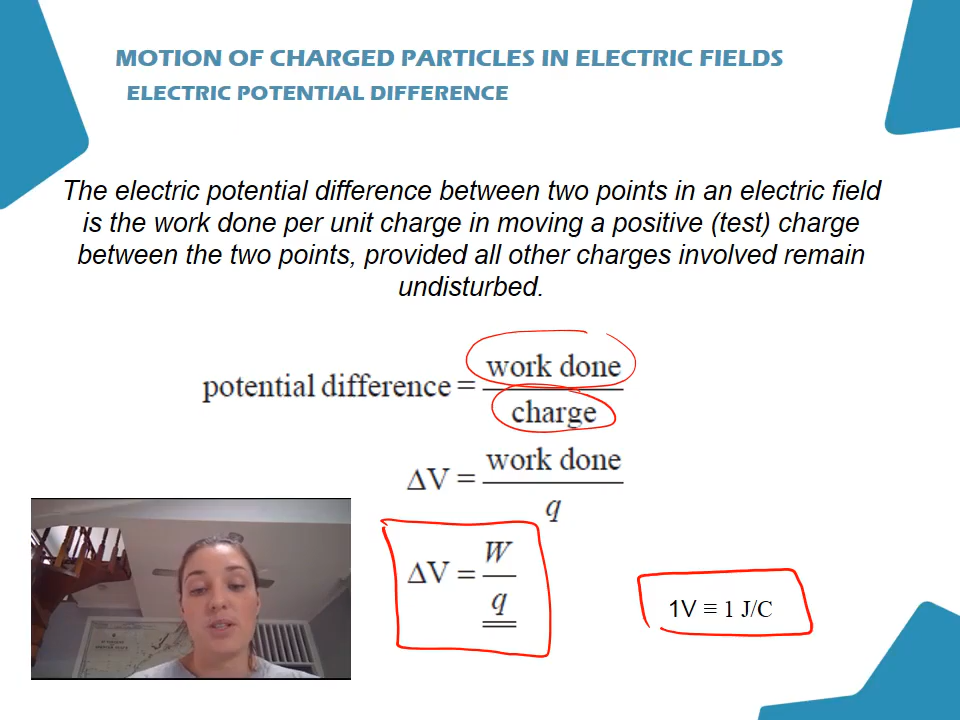 MOTION OF CHARGED PARTICLES IN ELECTRIC FIELDS
ELECTRIC POTENTIAL DIFFERENCE
The electric potential difference between two points in an electric field
is the work done per unit charge in moving a positive (test) charge
between the two points, provided all other charges involved remain
undisturbed.
potential difference = work done / charge
ΔV = work done / q
ΔV = W / q
1V ≡ 1 J/C